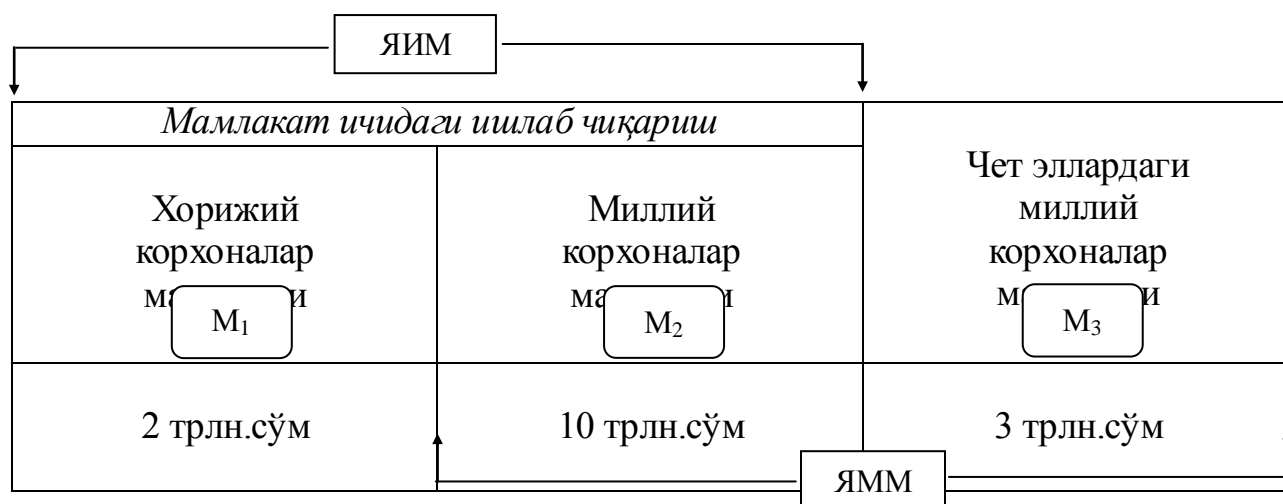 ЯИМ
Мамлакат ичидаги ишлаб чиқариш
Хорижий
корхоналар
M₁
Миллий
корхоналар
M₂
Чет эллардаги
миллий
корхоналар
M₃
2 трлн.сўм
10 трлн.сўм
3 трлн.сўм
ЯММ